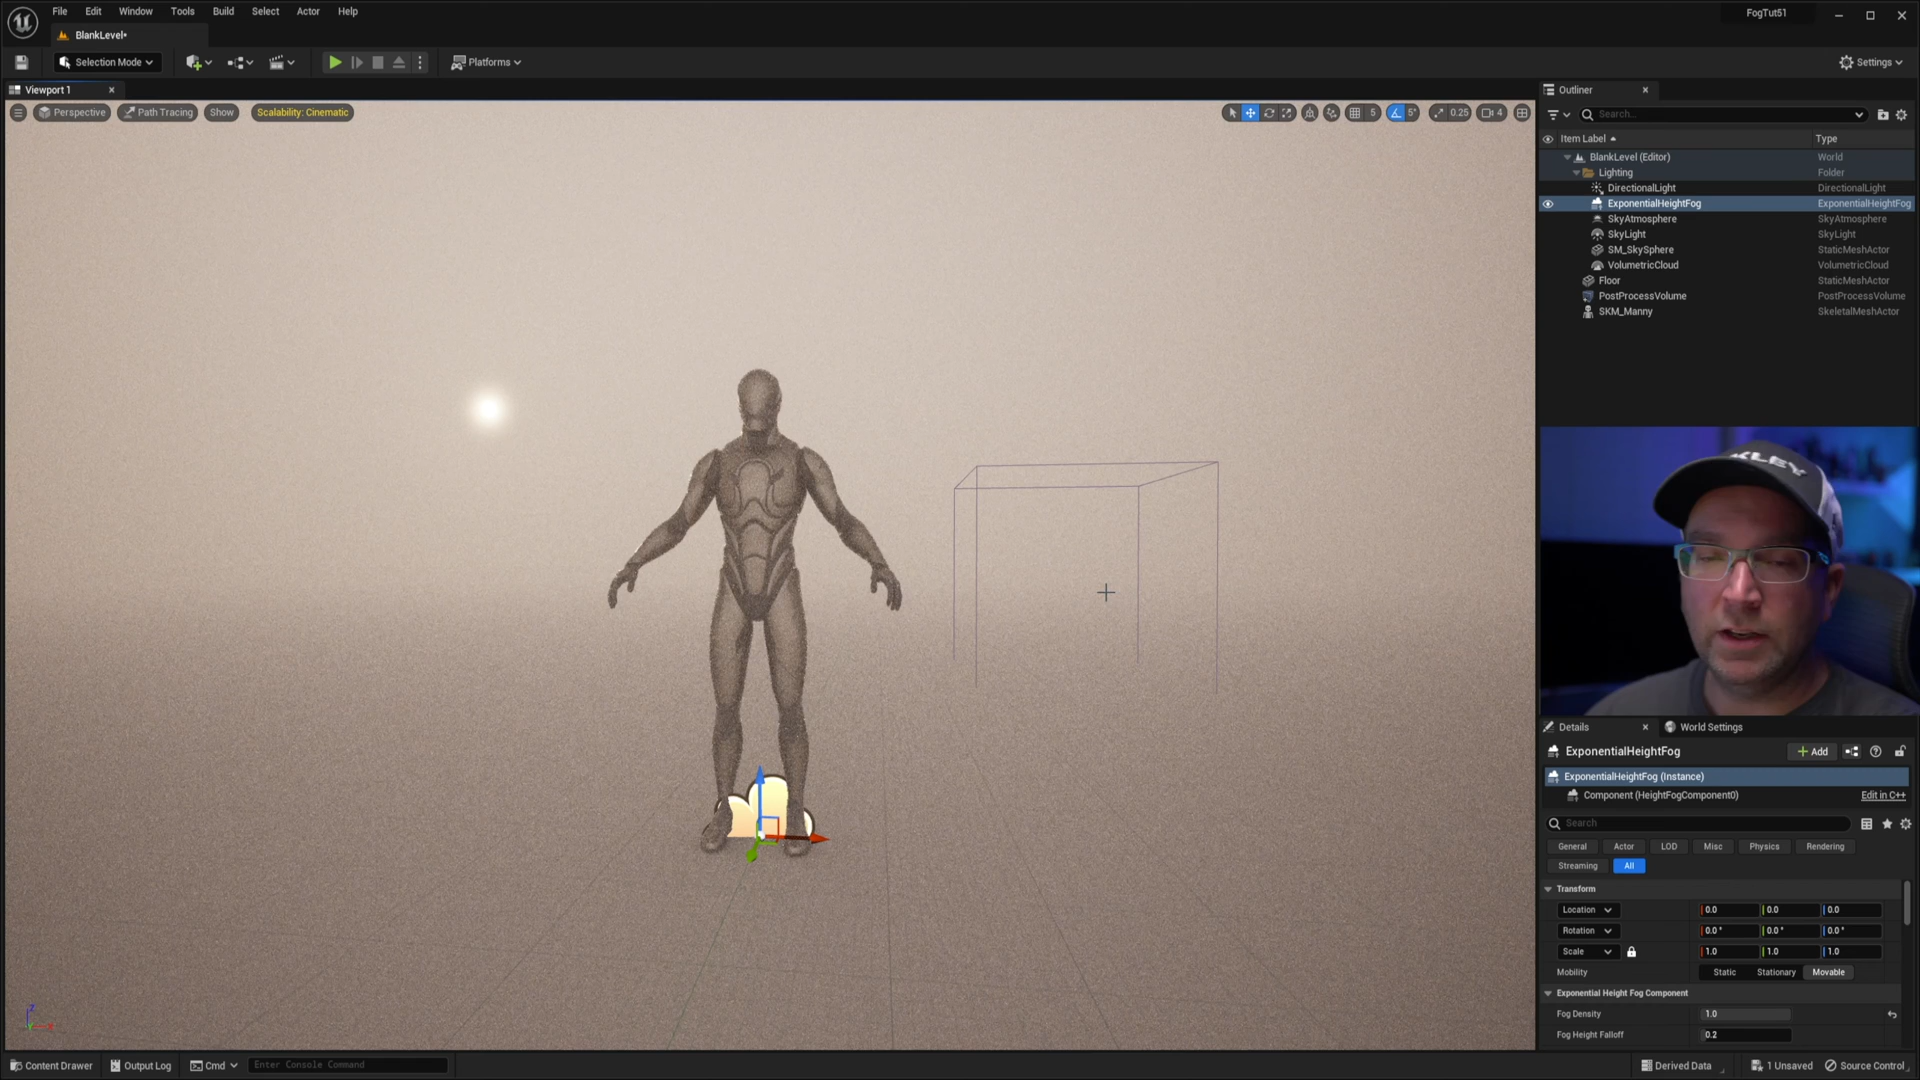 File Edit Window Tools Build Select Actor Help
FogTut51
BlankLevel•
Selection Mode
Platforms
Settings
Viewport 1
Perspective Path Tracing Show Scalability: Cinematic
5 5° 0.25 4
Outliner
Search...
Item Label Type
BlankLevel (Editor) World
Lighting Folder
DirectionalLight DirectionalLight
ExponentialHeightFog ExponentialHeightFog
SkyAtmosphere SkyAtmosphere
SkyLight SkyLight
SM_SkySphere StaticMeshActor
VolumetricCloud VolumetricCloud
Floor StaticMeshActor
PostProcessVolume PostProcessVolume
SKM_Manny SkeletalMeshActor
KLEY
Details World Settings
ExponentialHeightFog + Add
ExponentialHeightFog (Instance)
Component (HeightFogComponent0) Edit in C++
Search
General Actor LOD Misc Physics Rendering
Streaming All
Transform
Location 0.0 0.0 0.0
Rotation 0.0° 0.0° 0.0°
Scale 1.0 1.0 1.0
Mobility Static Stationary Movable
Exponential Height Fog Component
Fog Density 1.0
Fog Height Falloff 0.2
Z
Content Drawer Output Log Cmd Enter Console Command Derived Data 1 Unsaved Source Control